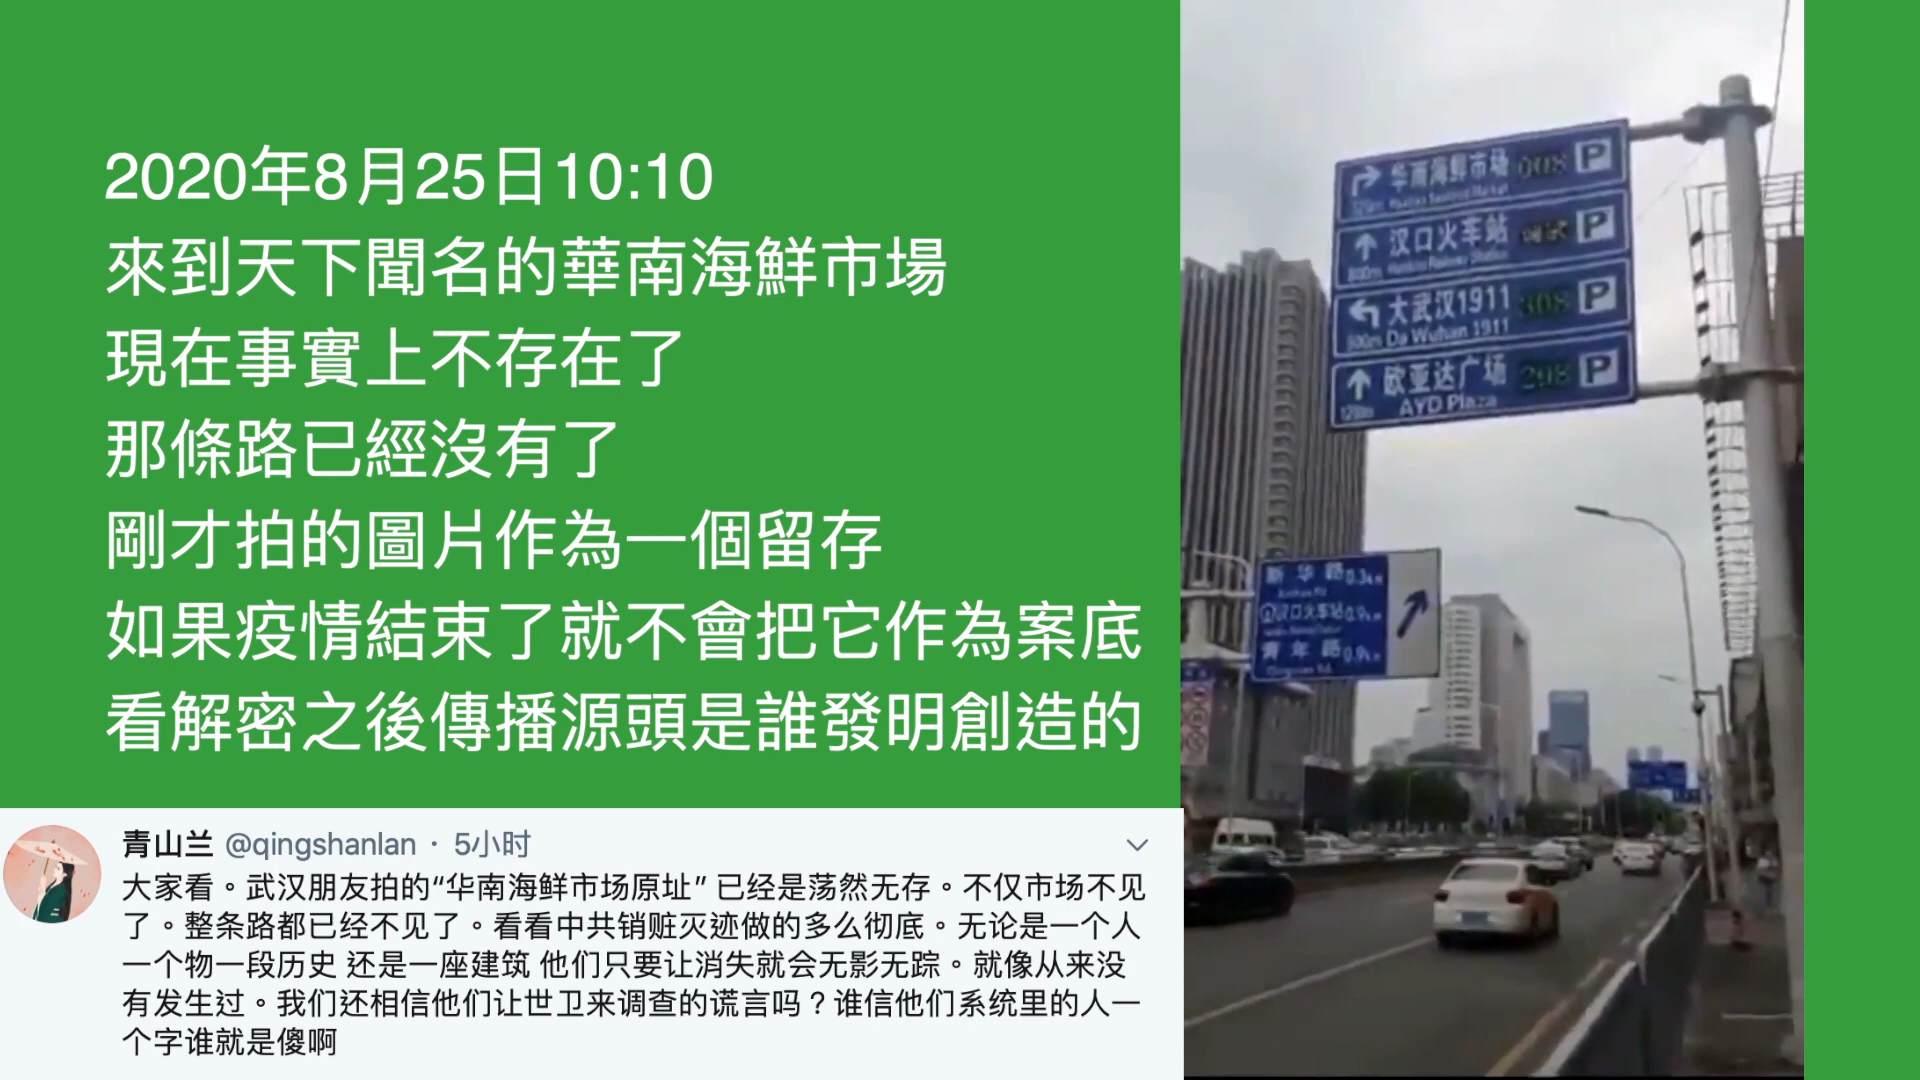 2020年8月25日10:10
來到天下聞名的華南海鮮市場
現在事實上不存在了
那條路已經沒有了
剛才拍的圖片作為一個留存
如果疫情結束了就不會把它作為案底
看解密之後傳播源頭是誰發明創造的
青山兰 @qingshanlan · 5小时
大家看。武汉朋友拍的“华南海鲜市场原址” 已经是荡然无存。不仅市场不见
了。整条路都已经不见了。看看中共销赃灭迹做的多么彻底。无论是一个人
一个物一段历史 还是一座建筑 他们只要让消失就会无影无踪。就像从来没
有发生过。我们还相信他们让世卫来调查的谎言吗？谁信他们系统里的人一
个字谁就是傻啊
华南海鲜市场 008 P
汉口火车站 P
800m
大武汉1911 308 P
800m Da Wuhan 1911
欧亚达广场 208 P
120m AYD Plaza
新华路0.3km
汉口火车站0.9km
青年路0.9km